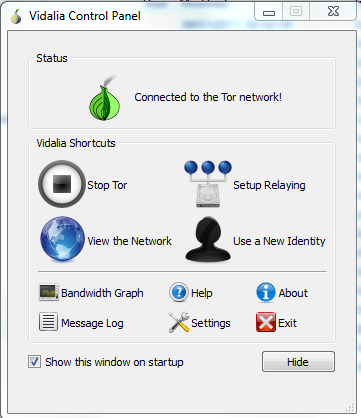 Vidalia Control Panel
Status
Connected to the Tor network!
Vidalia Shortcuts
Stop Tor
Setup Relaying
View the Network
Use a New Identity
Bandwidth Graph
Help
About
Message Log
Settings
Exit
Show this window on startup
Hide